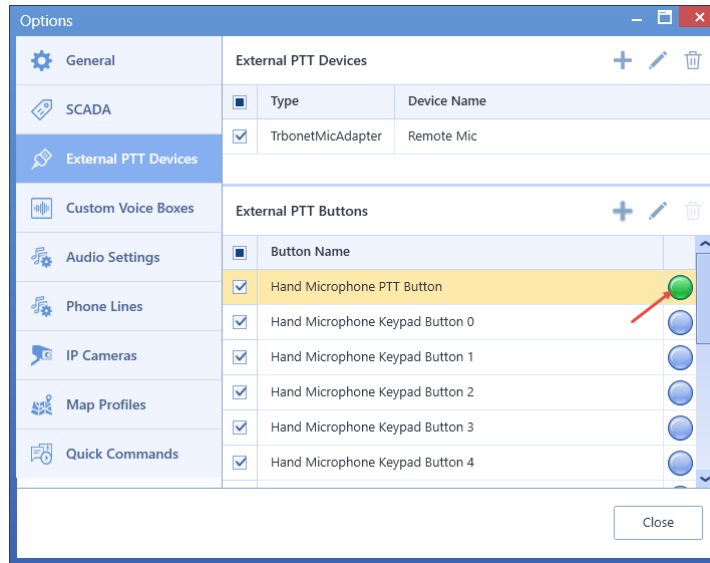 Options
General
SCADA
External PTT Devices
Custom Voice Boxes
Audio Settings
Phone Lines
IP Cameras
Map Profiles
Quick Commands
External PTT Devices
Type Device Name
TrbonetMicAdapter Remote Mic
External PTT Buttons
Button Name
Hand Microphone PTT Button
Hand Microphone Keypad Button 0
Hand Microphone Keypad Button 1
Hand Microphone Keypad Button 2
Hand Microphone Keypad Button 3
Hand Microphone Keypad Button 4
Close